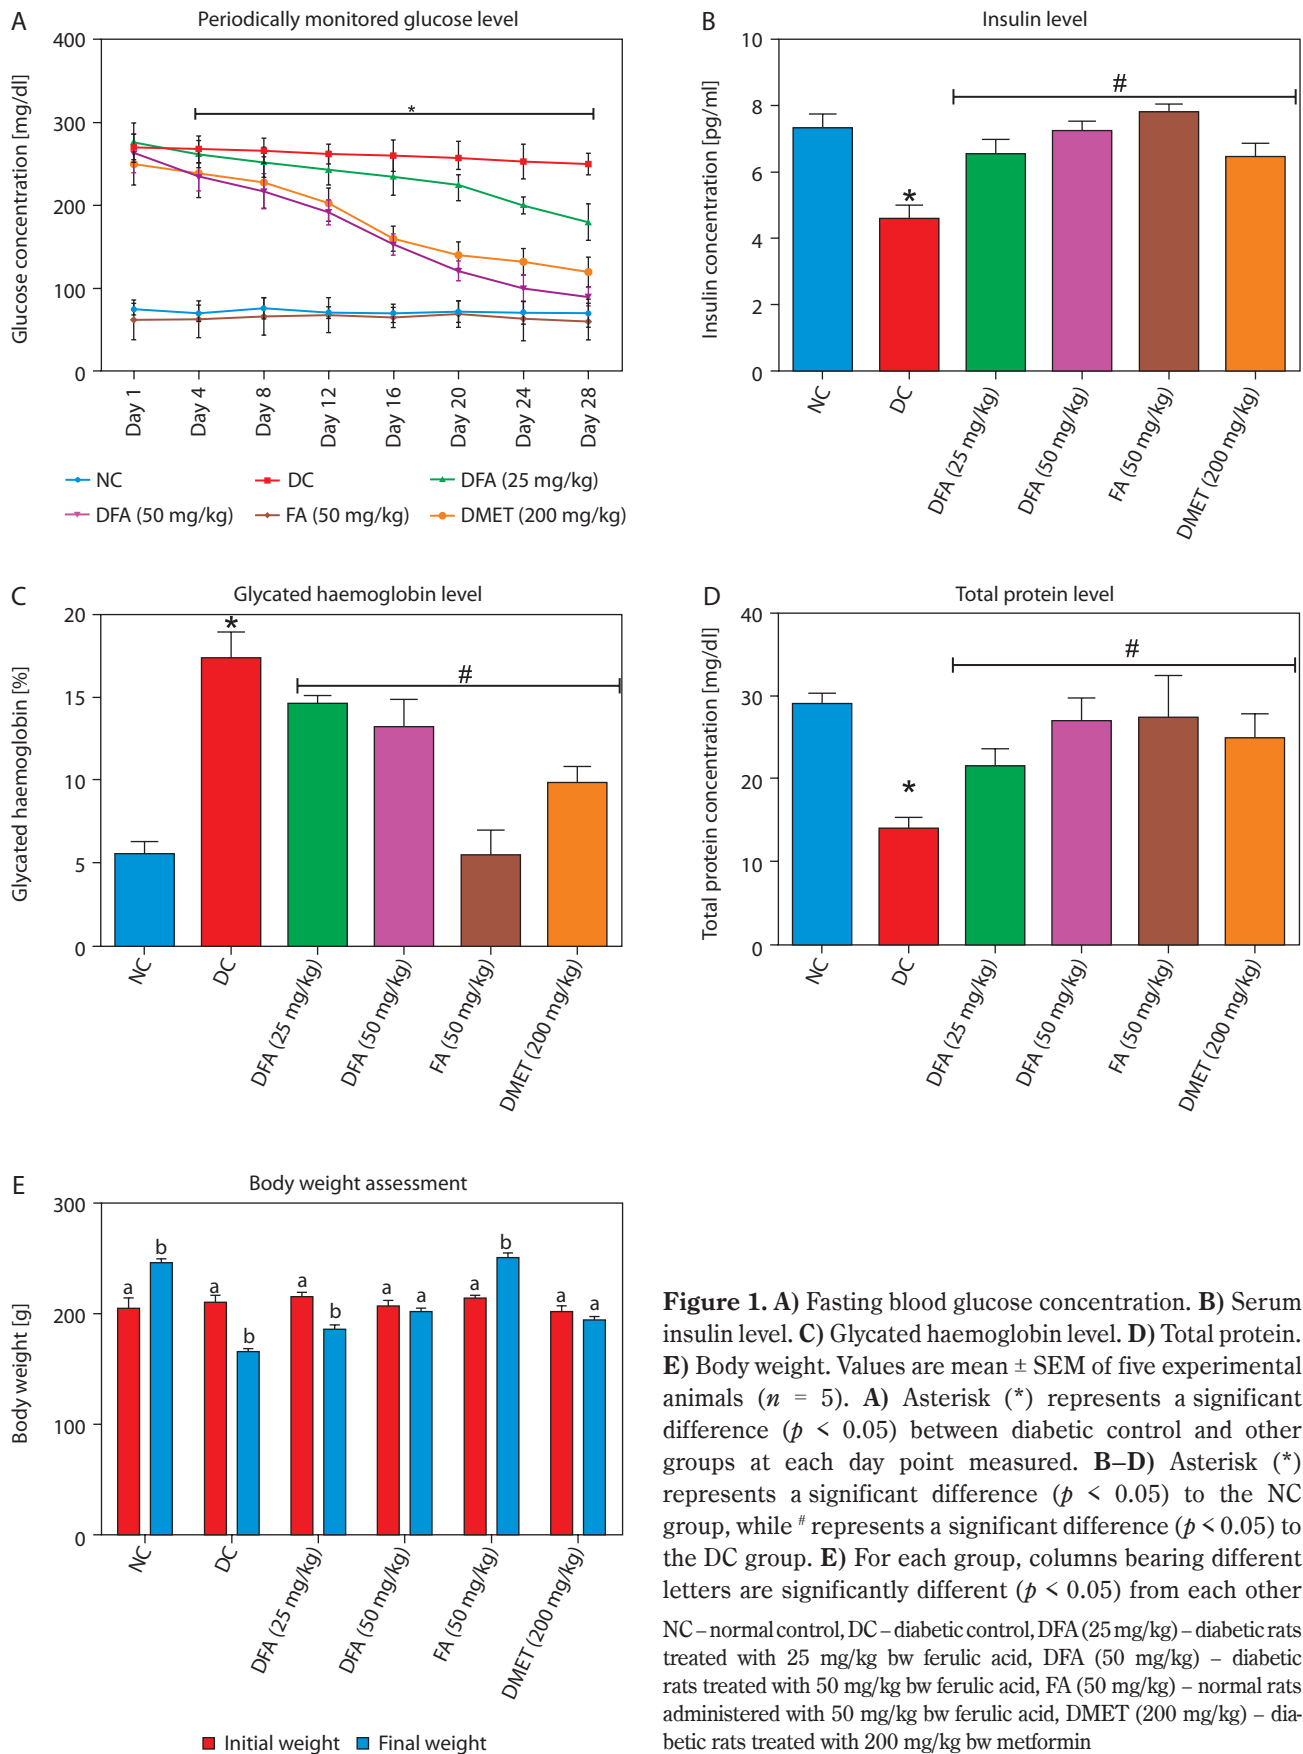 A
Periodically monitored glucose level
Glucose concentration [mg/dl]
400
300
200
100
0
*
Day 1
Day 4
Day 8
Day 12
Day 16
Day 20
Day 24
Day 28
NC
DC
DFA (25 mg/kg)
DFA (50 mg/kg)
FA (50 mg/kg)
DMET (200 mg/kg)
B
Insulin level
Insulin concentration [pg/ml]
10
8
6
4
2
0
*
#
NC
DC
DFA (25 mg/kg)
DFA (50 mg/kg)
FA (50 mg/kg)
DMET (200 mg/kg)
C
Glycated haemoglobin level
Glycated haemoglobin [%]
20
15
10
5
0
*
#
NC
DC
DFA (25 mg/kg)
DFA (50 mg/kg)
FA (50 mg/kg)
DMET (200 mg/kg)
D
Total protein level
Total protein concentration [mg/dl]
40
30
20
10
0
*
#
NC
DC
DFA (25 mg/kg)
DFA (50 mg/kg)
FA (50 mg/kg)
DMET (200 mg/kg)
E
Body weight assessment
Body weight [g]
300
200
100
0
a b a b a b a a a b a a
NC
DC
DFA (25 mg/kg)
DFA (50 mg/kg)
FA (50 mg/kg)
DMET (200 mg/kg)
Initial weight Final weight
Figure 1. A) Fasting blood glucose concentration. B) Serum
insulin level. C) Glycated haemoglobin level. D) Total protein.
E) Body weight. Values are mean ± SEM of five experimental
animals (n = 5). A) Asterisk (*) represents a significant
difference (p < 0.05) between diabetic control and other
groups at each day point measured. B–D) Asterisk (*)
represents a significant difference (p < 0.05) to the NC
group, while # represents a significant difference (p < 0.05) to
the DC group. E) For each group, columns bearing different
letters are significantly different (p < 0.05) from each other
NC – normal control, DC – diabetic control, DFA (25 mg/kg) – diabetic rats
treated with 25 mg/kg bw ferulic acid, DFA (50 mg/kg) – diabetic
rats treated with 50 mg/kg bw ferulic acid, FA (50 mg/kg) – normal rats
administered with 50 mg/kg bw ferulic acid, DMET (200 mg/kg) – dia-
betic rats treated with 200 mg/kg bw metformin